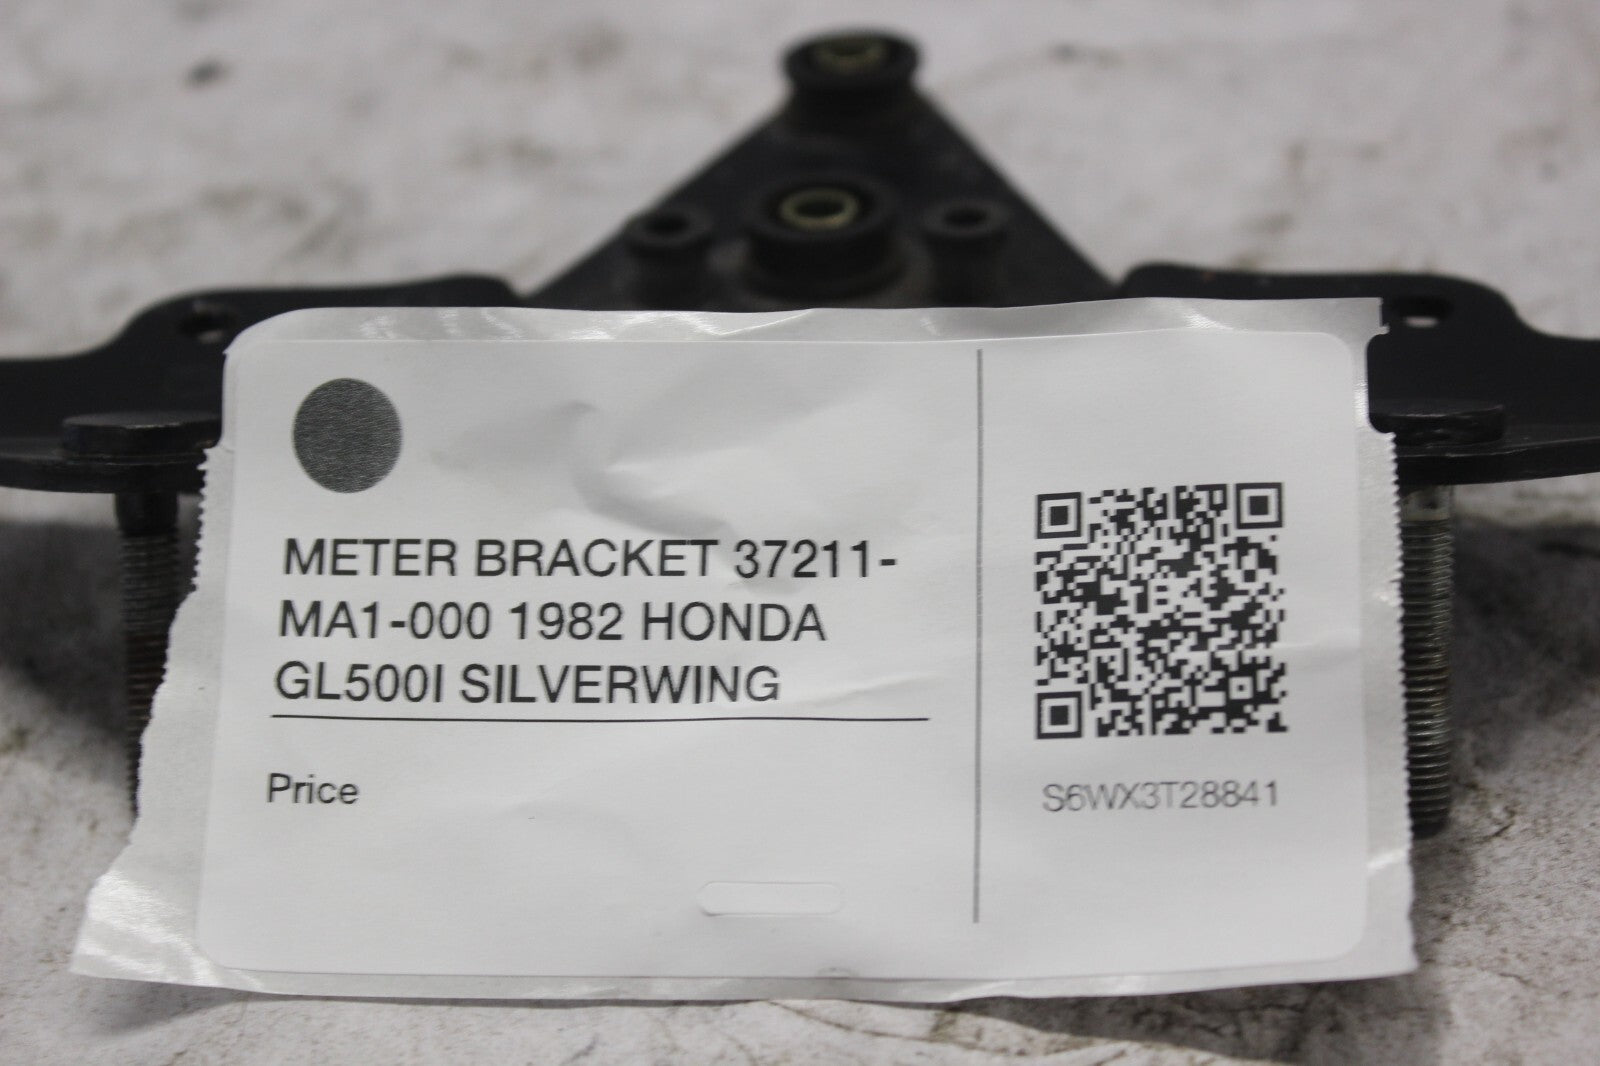 METER BRACKET 37211-
MA1-000 1982 HONDA
GL500I SILVERWING
Price
S6WX3T28841